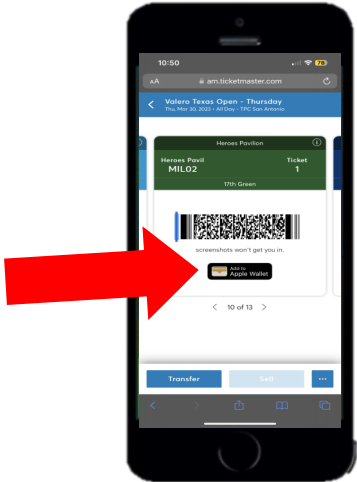 10:50
78
AA
am.ticketmaster.com
Valero Texas Open - Thursday
Thu, Mar 30, 2023 • All Day • TPC San Antonio
Heroes Pavilion
Heroes Pavil
Ticket
MIL02
1
17th Green
screenshots won't get you in.
Add to
Apple Wallet
< 10 of 13 >
Transfer
Sell
...